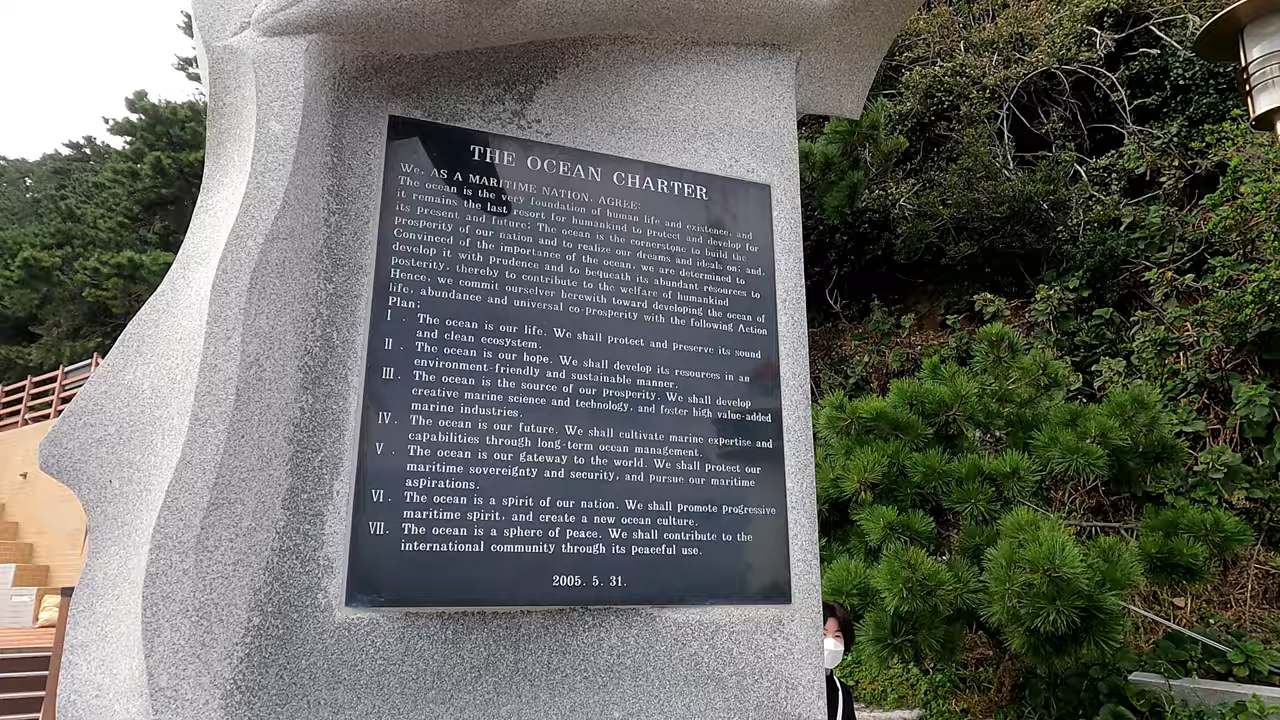 THE OCEAN CHARTER
We, AS A MARITIME NATION, AGREE:
The ocean is the very foundation of human life and existence, and
it remains the last resort for humankind to protect and develop for
its present and future; The ocean is the cornerstone to build the
prosperity of our nation and to realize our dreams and ideals on; and,
Convinced of the importance of the ocean, we are determined to
develop it with prudence and to bequeath its abundant resources to
posterity, thereby to contribute to the welfare of humankind
Hence, we commit ourselver herewith toward developing the ocean of
life, abundance and universal co-prosperity with the following Action
Plan;
I . The ocean is our life. We shall protect and preserve its sound
and clean ecosystem.
II . The ocean is our hope. We shall develop its resources in an
environment-friendly and sustainable manner.
III. The ocean is the source of our prosperity. We shall develop
creative marine science and technology, and foster high value-added
marine industries.
IV. The ocean is our future. We shall cultivate marine expertise and
capabilities through long-term ocean management.
V . The ocean is our gateway to the world. We shall protect our
maritime sovereignty and security, and pursue our maritime
aspirations.
VI. The ocean is a spirit of our nation. We shall promote progressive
maritime spirit, and create a new ocean culture.
VII. The ocean is a sphere of peace. We shall contribute to the
international community through its peaceful use.
2005. 5. 31.